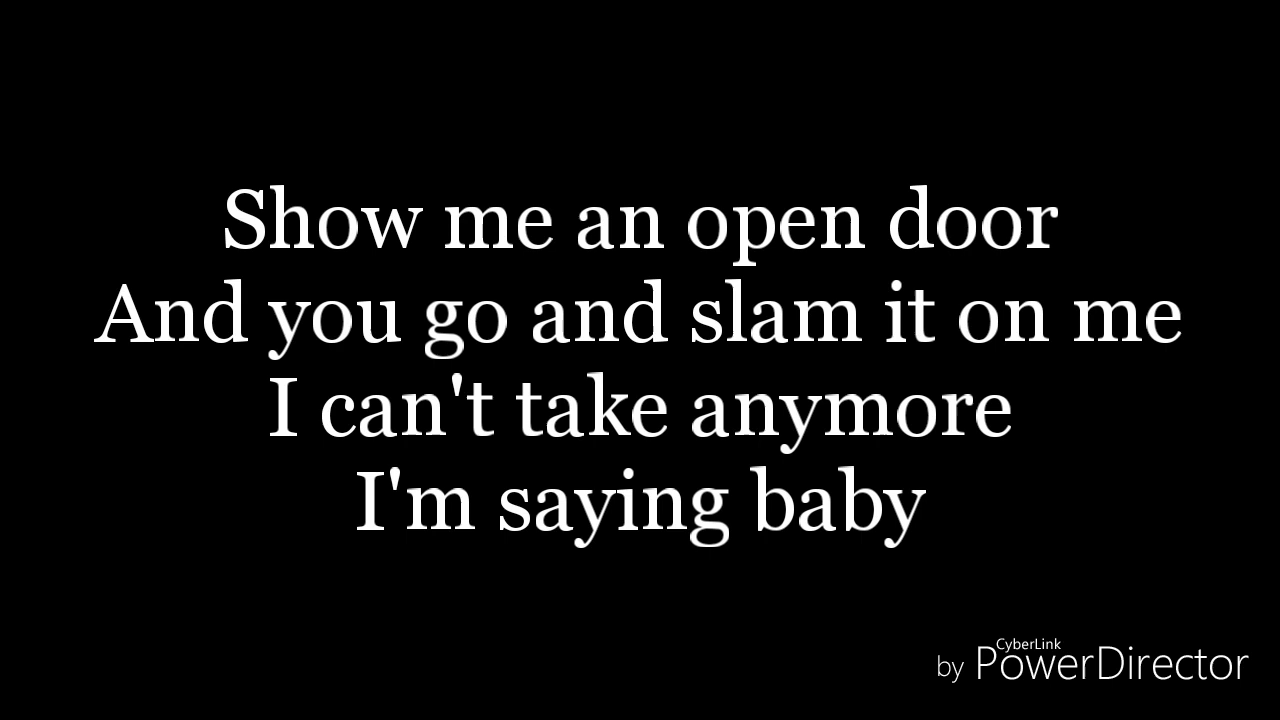 Show me an open door
And you go and slam it on me
I can't take anymore
I'm saying baby
by CyberLink PowerDirector